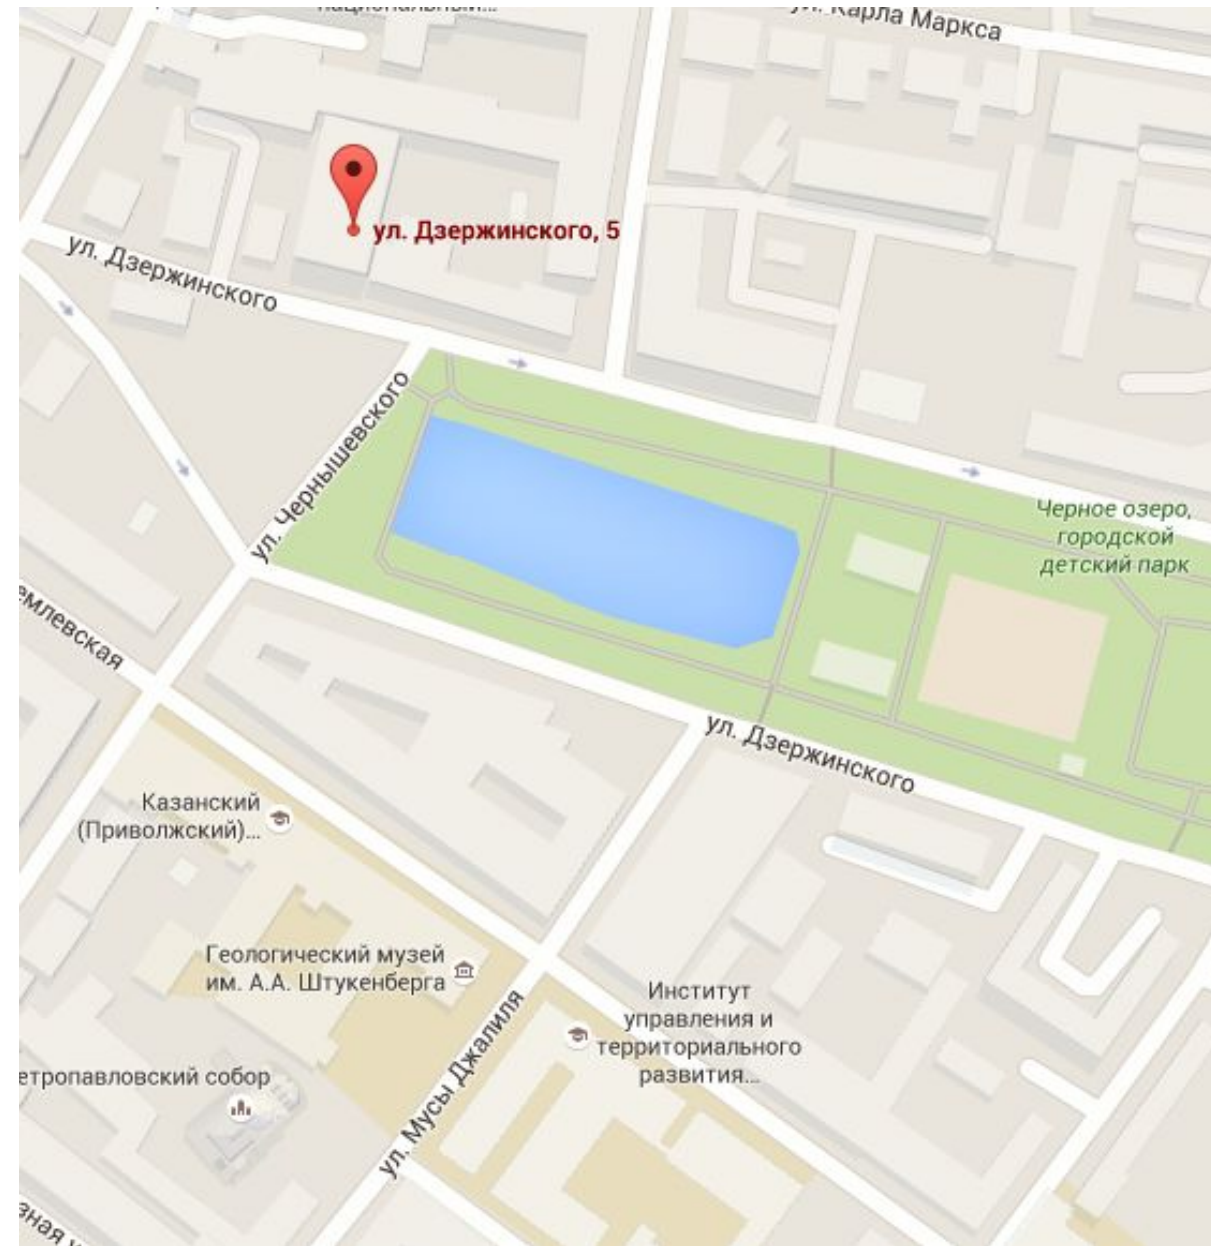 национальный...
ул. Карла Маркса
ул. Дзержинского, 5
ул. Дзержинского
ул. Чернышевского
Черное озеро,
городской
детский парк
емлевская
ул. Дзержинского
Казанский
(Приволжский)...
Геологический музей
им. А.А. Штукенберга
Институт
управления и
территориального
развития...
ул. Мусы Джалиля
етропавловский собор